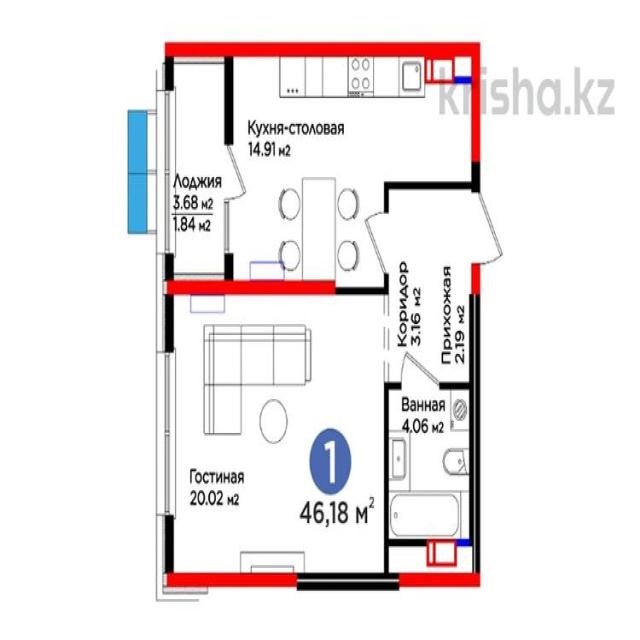 krisha.kz
Кухня-столовая
14.91 м2
Лоджия
3.68 м2
1.84 м2
Коридор
3.16 м2
Прихожая
2.19 м2
Ванная
4.06 м2
Гостиная
20.02 м2
1
46,18 м2